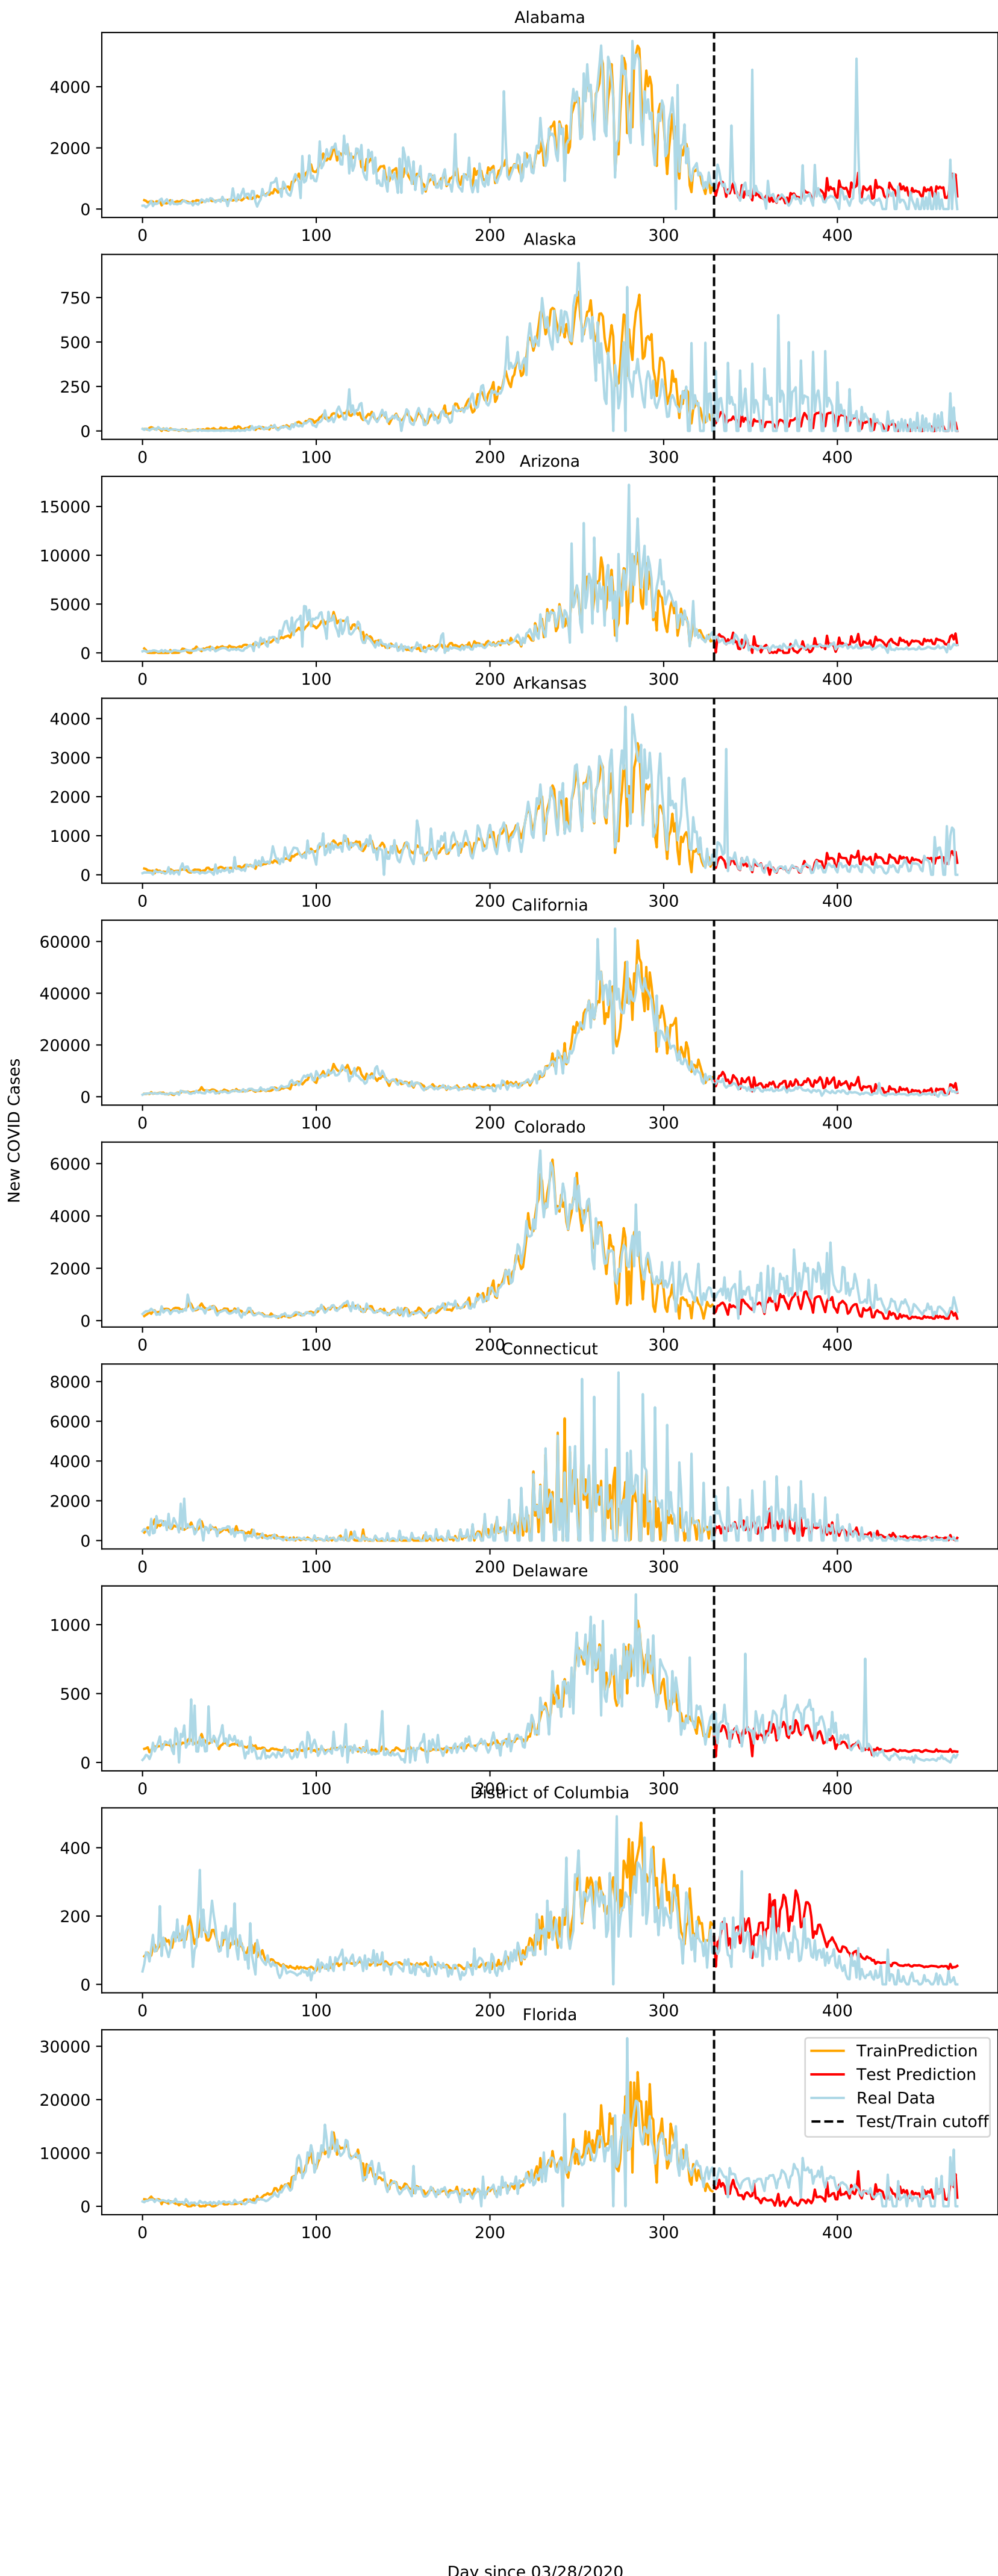 Alabama
4000
2000
0
0 100 200 300 400
Alaska
750
500
250
0
0 100 200 300 400
Arizona
15000
10000
5000
0
0 100 200 300 400
Arkansas
4000
3000
2000
1000
0
0 100 200 300 400
California
60000
40000
20000
0
0 100 200 300 400
New COVID Cases
Colorado
6000
4000
2000
0
0 100 200 300 400
Connecticut
8000
6000
4000
2000
0
0 100 200 300 400
Delaware
1000
500
0
0 100 200 300 400
District of Columbia
400
200
0
0 100 200 300 400
Florida
30000
20000
10000
0
0 100 200 300 400
TrainPrediction
Test Prediction
Real Data
Test/Train cutoff
Day since 03/28/2020